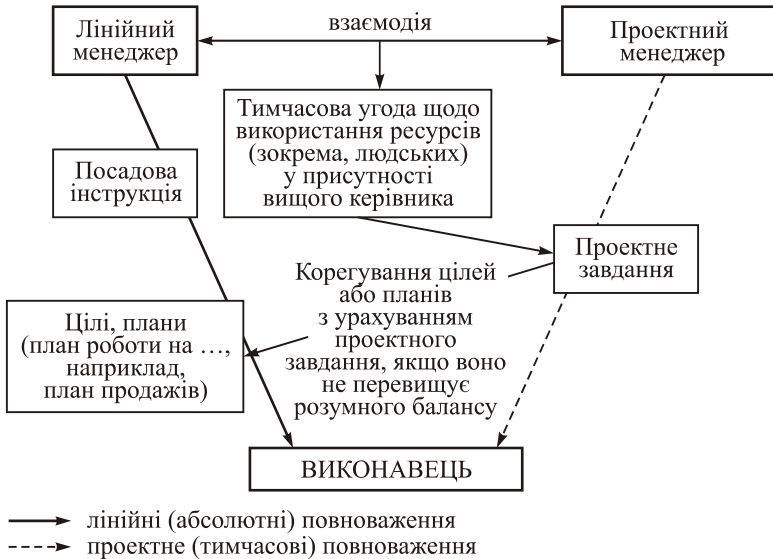 взаємодія
Лінійний
менеджер
Проектний
менеджер
Тимчасова угода щодо
використання ресурсів
(зокрема, людських)
у присутності
вищого керівника
Посадова
інструкція
Проектне
завдання
Корегування цілей
або планів
з урахуванням
проектного
завдання, якщо воно
не перевищує
розумного балансу
Цілі, плани
(план роботи на …,
наприклад,
план продажів)
ВИКОНАВЕЦЬ
лінійні (абсолютні) повноваження
проектне (тимчасові) повноваження